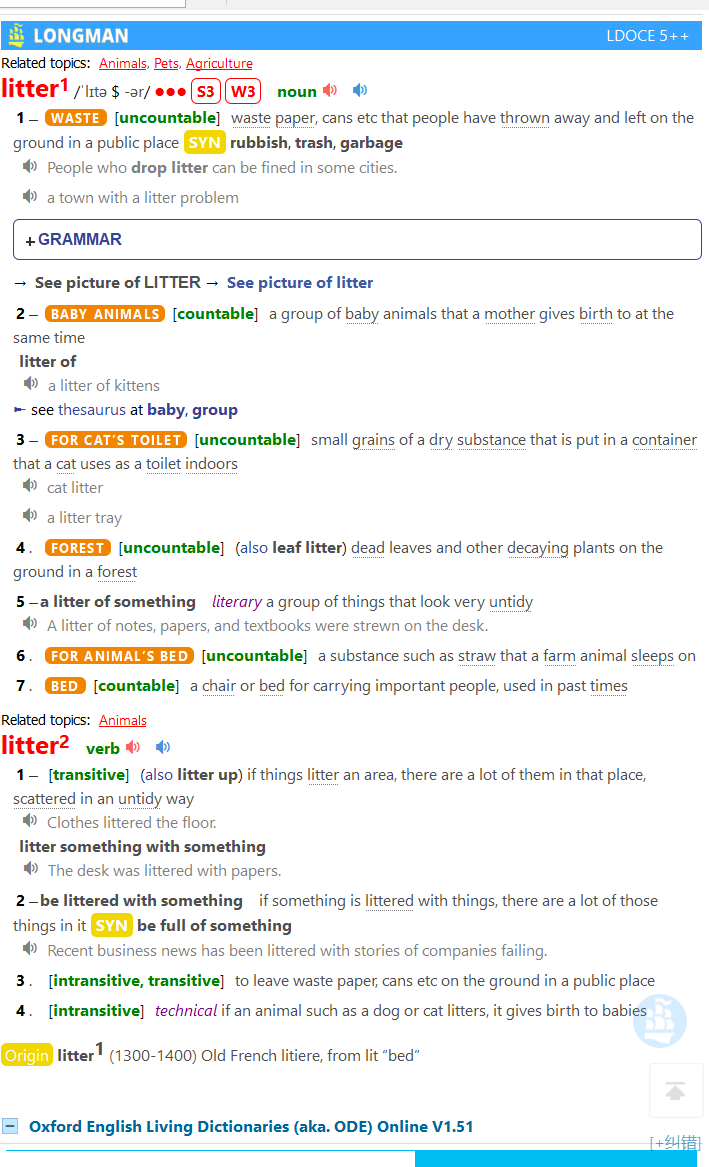 LONGMAN LDOCE 5++
Related topics: Animals, Pets, Agriculture
litter1 /ˈlɪtə $ -ər/ ●●● S3 W3 noun
1 – WASTE [uncountable] waste paper, cans etc that people have thrown away and left on the
ground in a public place SYN rubbish, trash, garbage
People who drop litter can be fined in some cities.
a town with a litter problem
+ GRAMMAR
→ See picture of LITTER → See picture of litter
2 – BABY ANIMALS [countable] a group of baby animals that a mother gives birth to at the
same time
litter of
a litter of kittens
► see thesaurus at baby, group
3 – FOR CAT’S TOILET [uncountable] small grains of a dry substance that is put in a container
that a cat uses as a toilet indoors
cat litter
a litter tray
4 . FOREST [uncountable] (also leaf litter) dead leaves and other decaying plants on the
ground in a forest
5 – a litter of something literary a group of things that look very untidy
A litter of notes, papers, and textbooks were strewn on the desk.
6 . FOR ANIMAL’S BED [uncountable] a substance such as straw that a farm animal sleeps on
7 . BED [countable] a chair or bed for carrying important people, used in past times
Related topics: Animals
litter2 verb
1 – [transitive] (also litter up) if things litter an area, there are a lot of them in that place,
scattered in an untidy way
Clothes littered the floor.
litter something with something
The desk was littered with papers.
2 – be littered with something if something is littered with things, there are a lot of those
things in it SYN be full of something
Recent business news has been littered with stories of companies failing.
3 . [intransitive, transitive] to leave waste paper, cans etc on the ground in a public place
4 . [intransitive] technical if an animal such as a dog or cat litters, it gives birth to babies
Origin litter1 (1300-1400) Old French litiere, from lit “bed”
Oxford English Living Dictionaries (aka. ODE) Online V1.51
[+纠错]